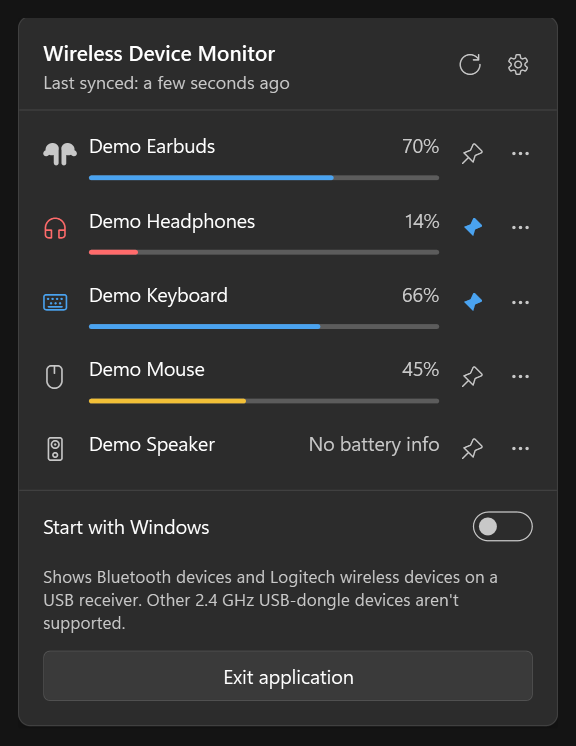 Wireless Device Monitor
Last synced: a few seconds ago
Demo Earbuds 70%
Demo Headphones 14%
Demo Keyboard 66%
Demo Mouse 45%
Demo Speaker No battery info
Start with Windows
Shows Bluetooth devices and Logitech wireless devices on a
USB receiver. Other 2.4 GHz USB-dongle devices aren't
supported.
Exit application